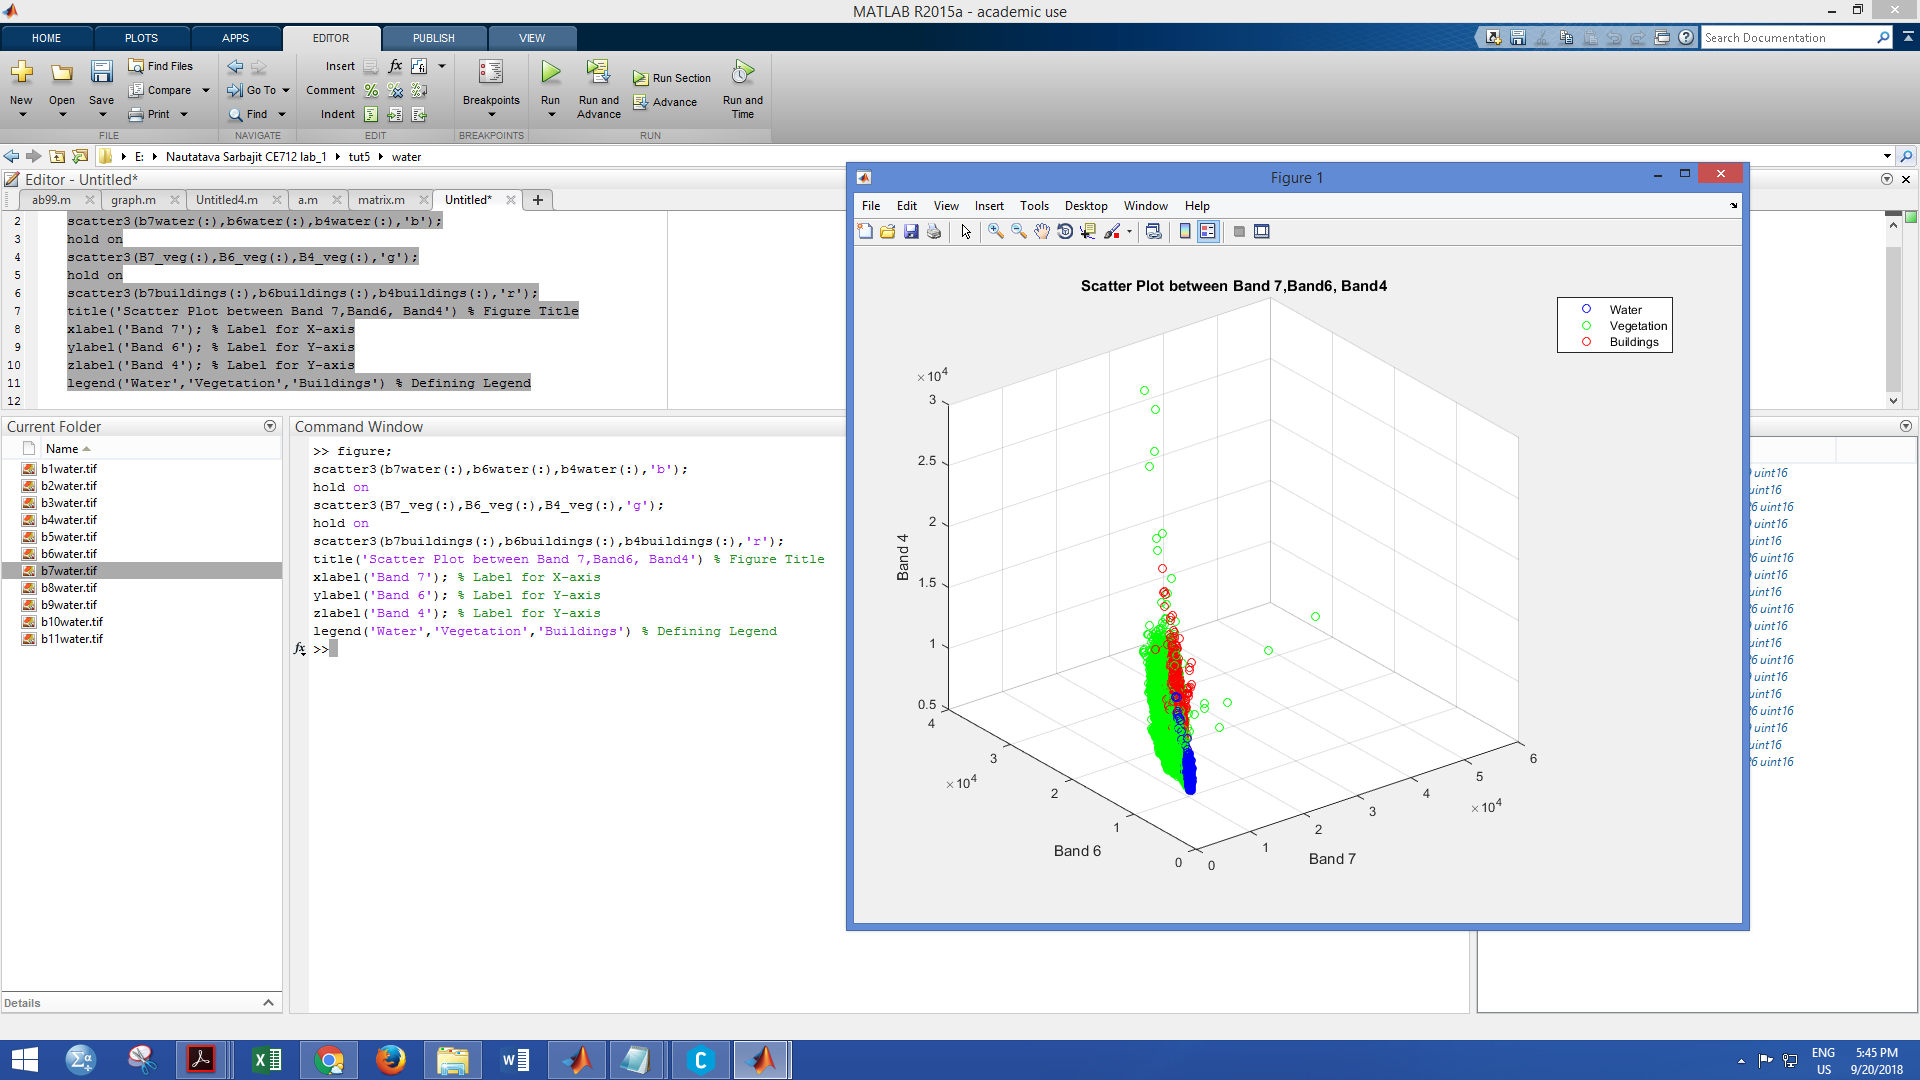 MATLAB R2015a - academic use
HOME PLOTS APPS EDITOR PUBLISH VIEW
Search Documentation
New Open Save Find Files Compare Print
FILE
Go To Find
NAVIGATE
Insert fx
Comment
Indent
EDIT
Breakpoints
BREAKPOINTS
Run Run and Advance Run Section Advance Run and Time
RUN
E: Nautatava Sarbajit CE712 lab_1 tut5 water
Editor - Untitled*
ab99.m graph.m Untitled4.m a.m matrix.m Untitled*
2 scatter3(b7water(:),b6water(:),b4water(:),'b');
3 hold on
4 scatter3(B7_veg(:),B6_veg(:),B4_veg(:),'g');
5 hold on
6 scatter3(b7buildings(:),b6buildings(:),b4buildings(:),'r');
7 title('Scatter Plot between Band 7,Band6, Band4') % Figure Title
8 xlabel('Band 7'); % Label for X-axis
9 ylabel('Band 6'); % Label for Y-axis
10 zlabel('Band 4'); % Label for Y-axis
11 legend('Water','Vegetation','Buildings') % Defining Legend
12
Current Folder
Name
b1water.tif
b2water.tif
b3water.tif
b4water.tif
b5water.tif
b6water.tif
b7water.tif
b8water.tif
b9water.tif
b10water.tif
b11water.tif
Details
Command Window
>> figure;
scatter3(b7water(:),b6water(:),b4water(:),'b');
hold on
scatter3(B7_veg(:),B6_veg(:),B4_veg(:),'g');
hold on
scatter3(b7buildings(:),b6buildings(:),b4buildings(:),'r');
title('Scatter Plot between Band 7,Band6, Band4') % Figure Title
xlabel('Band 7'); % Label for X-axis
ylabel('Band 6'); % Label for Y-axis
zlabel('Band 4'); % Label for Y-axis
legend('Water','Vegetation','Buildings') % Defining Legend
fx >>
Figure 1
File Edit View Insert Tools Desktop Window Help
Scatter Plot between Band 7,Band6, Band4
Water
Vegetation
Buildings
×10^4
3
2.5
2
1.5
1
0.5
Band 4
4
3
2
1
0
×10^4
Band 6
0
1
2
3
4
5
6
×10^4
Band 7
uint16
uint16
26 uint16
uint16
uint16
26 uint16
uint16
uint16
26 uint16
uint16
uint16
26 uint16
uint16
uint16
26 uint16
uint16
uint16
26 uint16
ENG 5:45 PM
US 9/20/2018